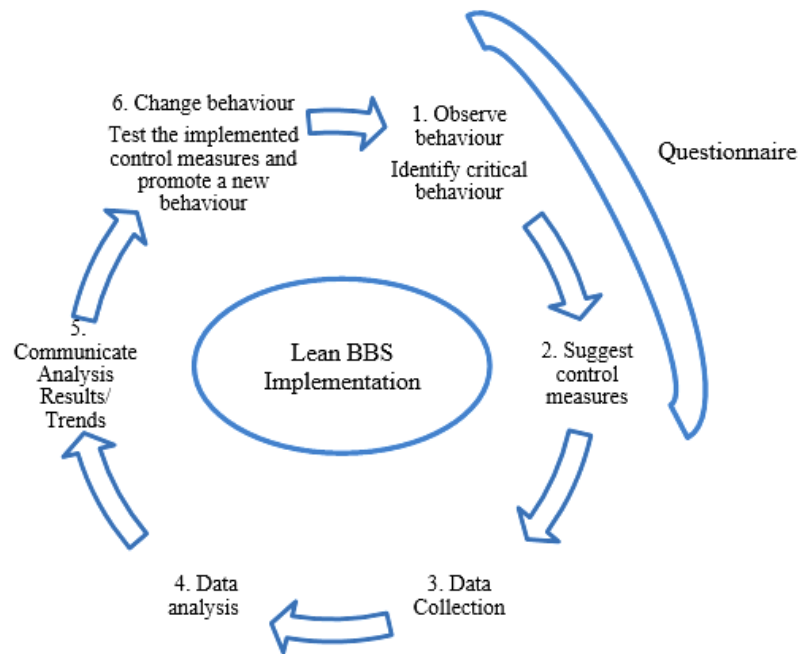 6. Change behaviour
Test the implemented
control measures and
promote a new
behaviour
1. Observe
behaviour
Identify critical
behaviour
Questionnaire
2. Suggest
control
measures
3. Data
Collection
4. Data
analysis
5.
Communicate
Analysis
Results/
Trends
Lean BBS
Implementation